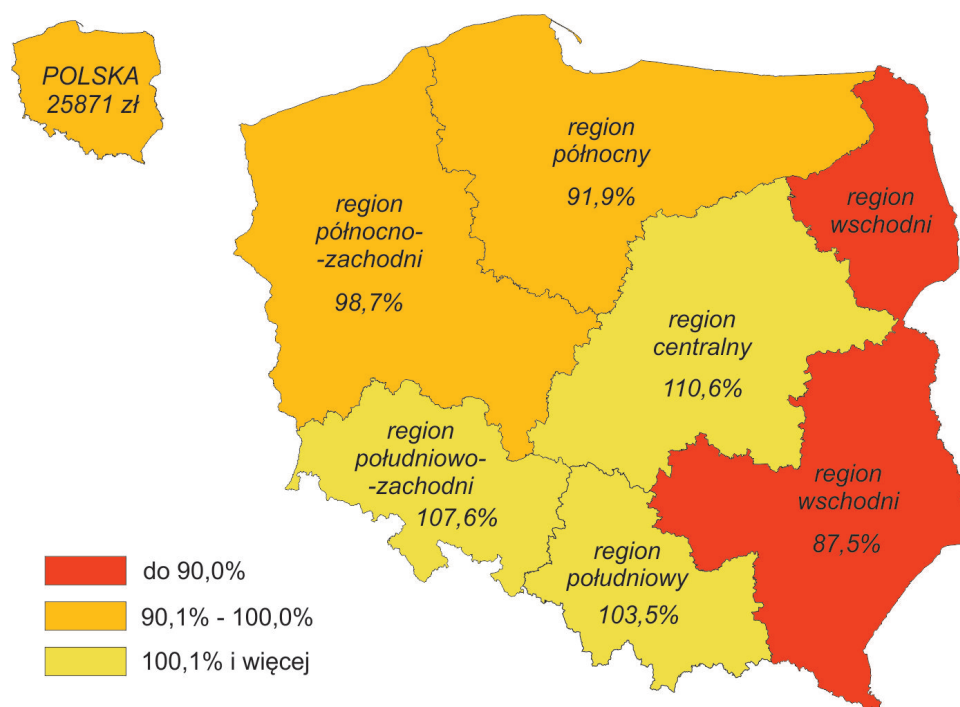 POLSKA
25871 zł
region
północny
91,9%
region
wschodni
region
północno-
-zachodni
98,7%
region
centralny
110,6%
region
południowo-
-zachodni
107,6%
region
wschodni
87,5%
region
południowy
103,5%
do 90,0%
90,1% - 100,0%
100,1% i więcej